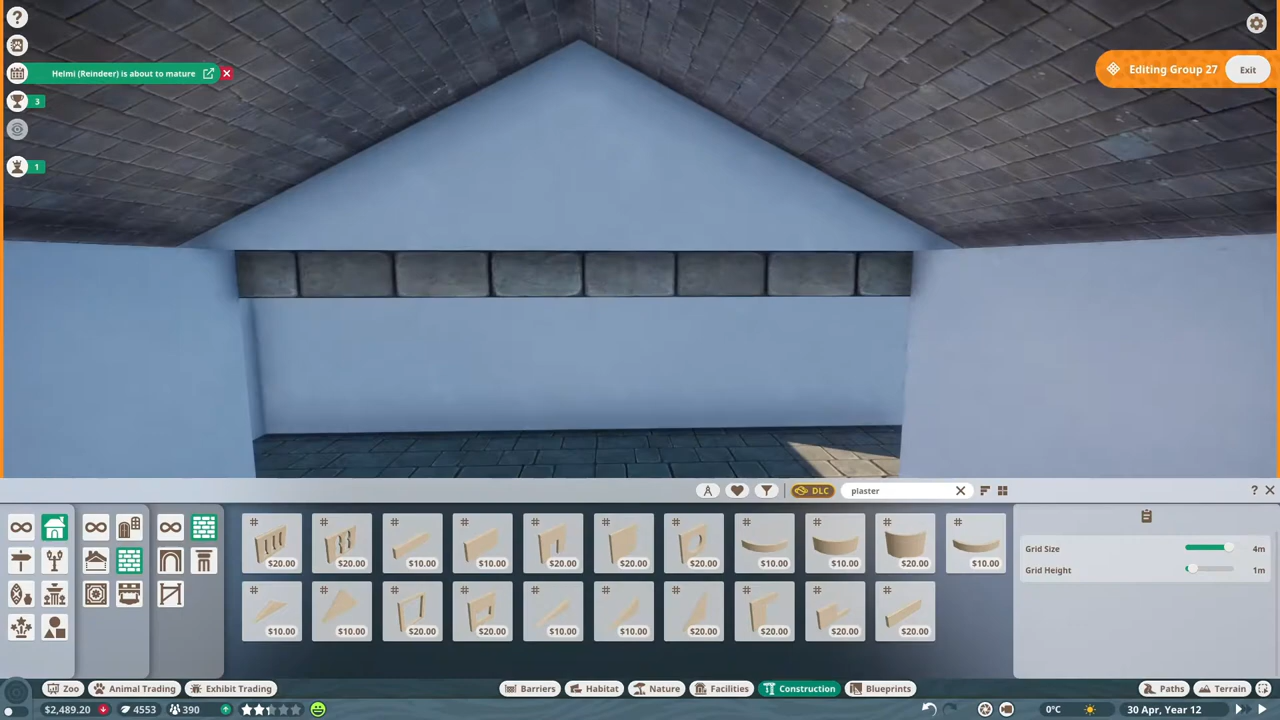 ?
Helmi (Reindeer) is about to mature
3
1
Editing Group 27
Exit
A
DLC
plaster
?
$20.00
$20.00
$10.00
$10.00
$20.00
$20.00
$20.00
$10.00
$10.00
$20.00
$10.00
$10.00
$10.00
$20.00
$20.00
$10.00
$10.00
$20.00
$20.00
$20.00
$20.00
Grid Size
4m
Grid Height
1m
Zoo
Animal Trading
Exhibit Trading
Barriers
Habitat
Nature
Facilities
Construction
Blueprints
Paths
Terrain
$2,489.20
4553
390
0°C
30 Apr, Year 12